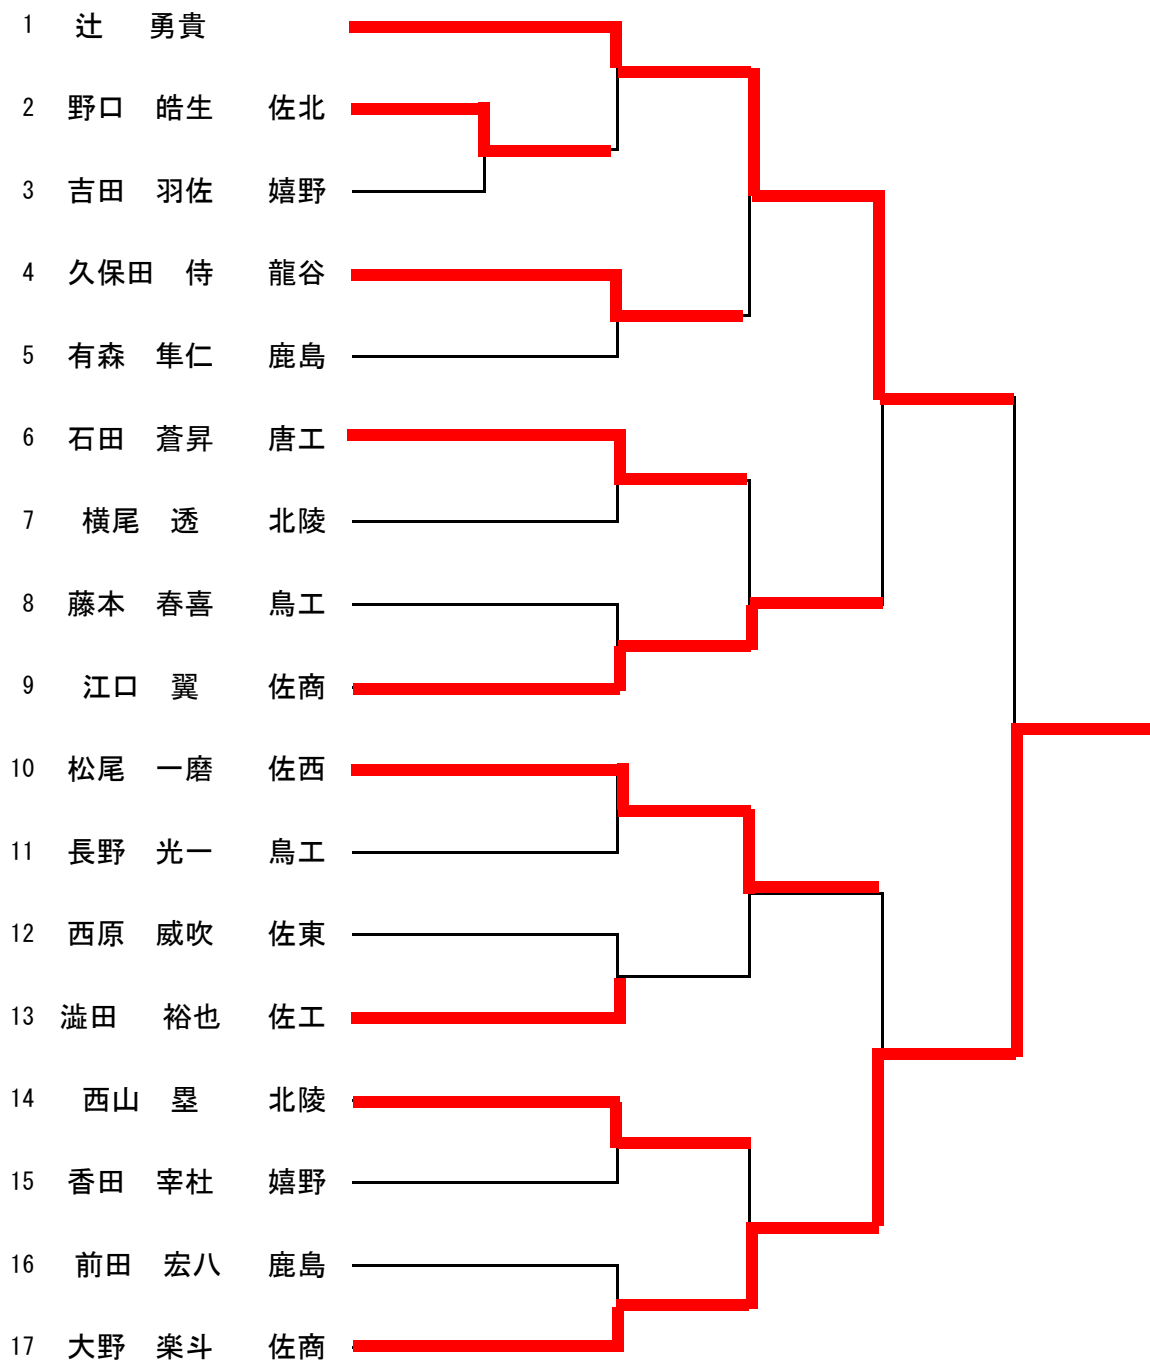 1 辻 勇貴
2 野口 皓生 佐北
3 吉田 羽佐 嬉野
4 久保田 侍 龍谷
5 有森 隼仁 鹿島
6 石田 蒼昇 唐工
7 横尾 透 北陵
8 藤本 春喜 鳥工
9 江口 翼 佐商
10 松尾 一磨 佐西
11 長野 光一 鳥工
12 西原 威吹 佐東
13 澁田 裕也 佐工
14 西山 塁 北陵
15 香田 宰杜 嬉野
16 前田 宏八 鹿島
17 大野 楽斗 佐商